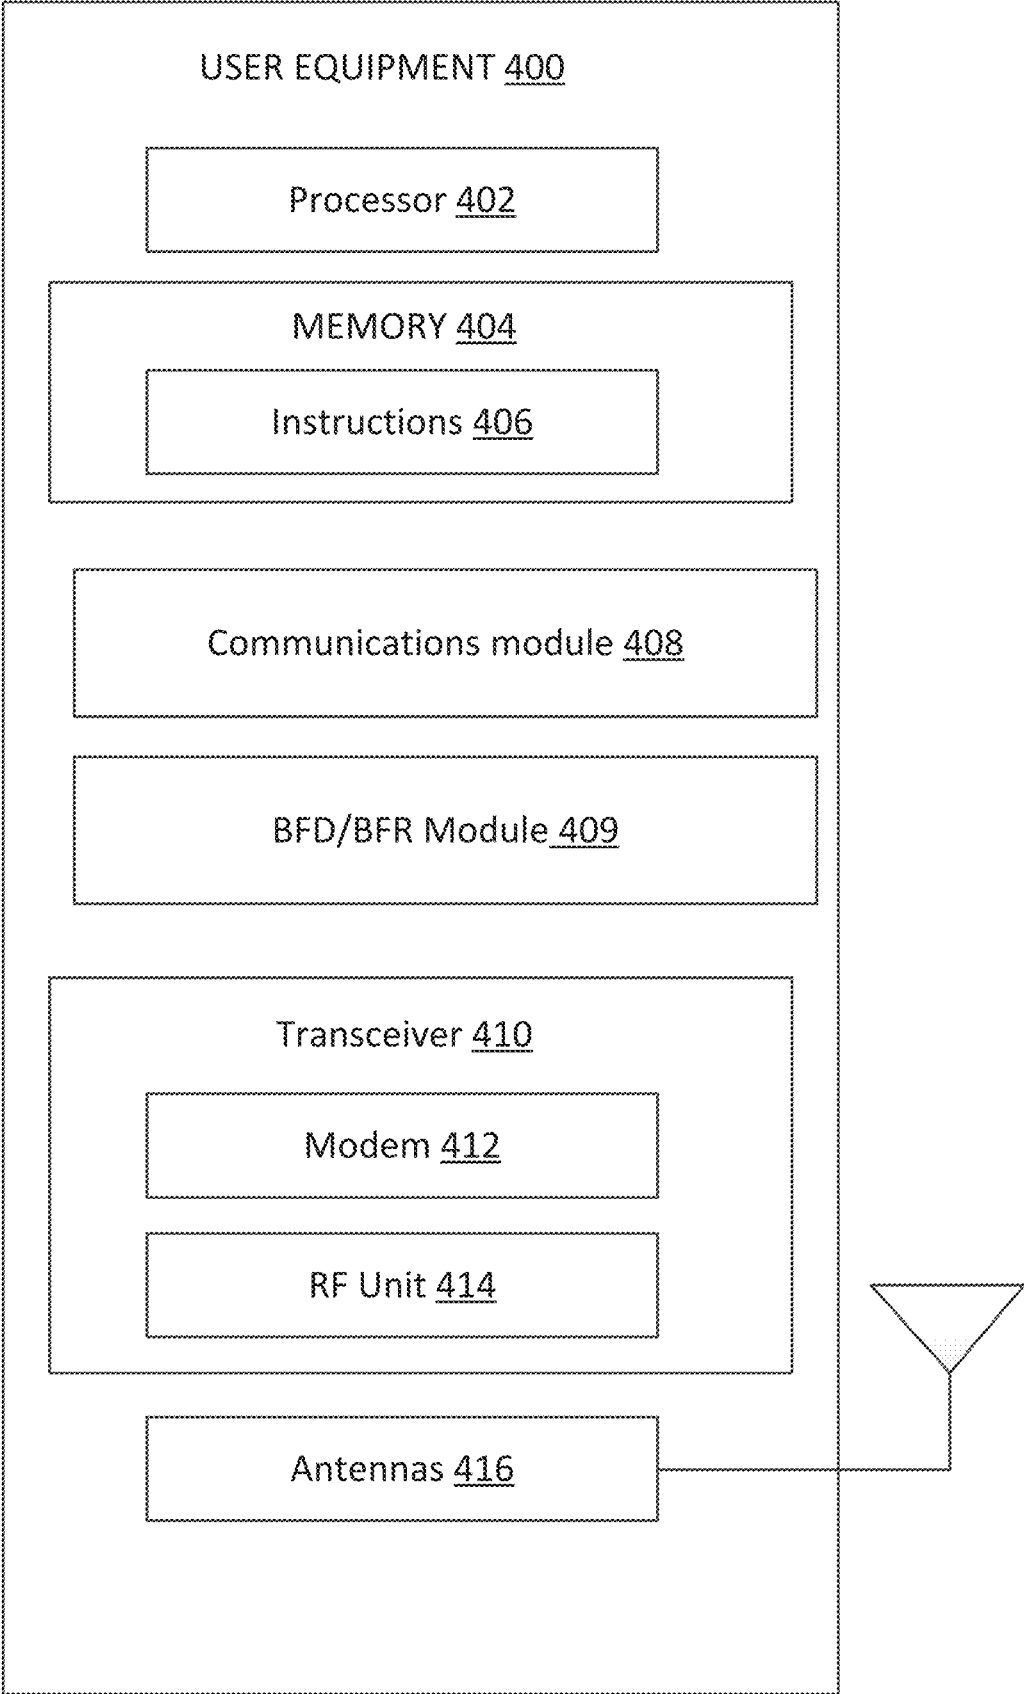 USER EQUIPMENT 400
Processor 402
MEMORY 404
Instructions 406
Communications module 408
BFD/BFR Module 409
Transceiver 410
Modem 412
RF Unit 414
Antennas 416